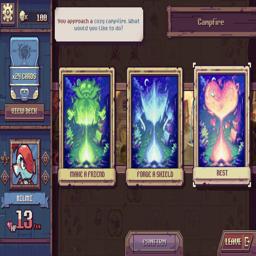 100
You approach a cozy campfire. What
would you like to do?
Campfire
x24 CARDS
VIEW DECK
MAKE A FRIEND
FORGE A SHIELD
REST
13
CONFIRM
LEAVE